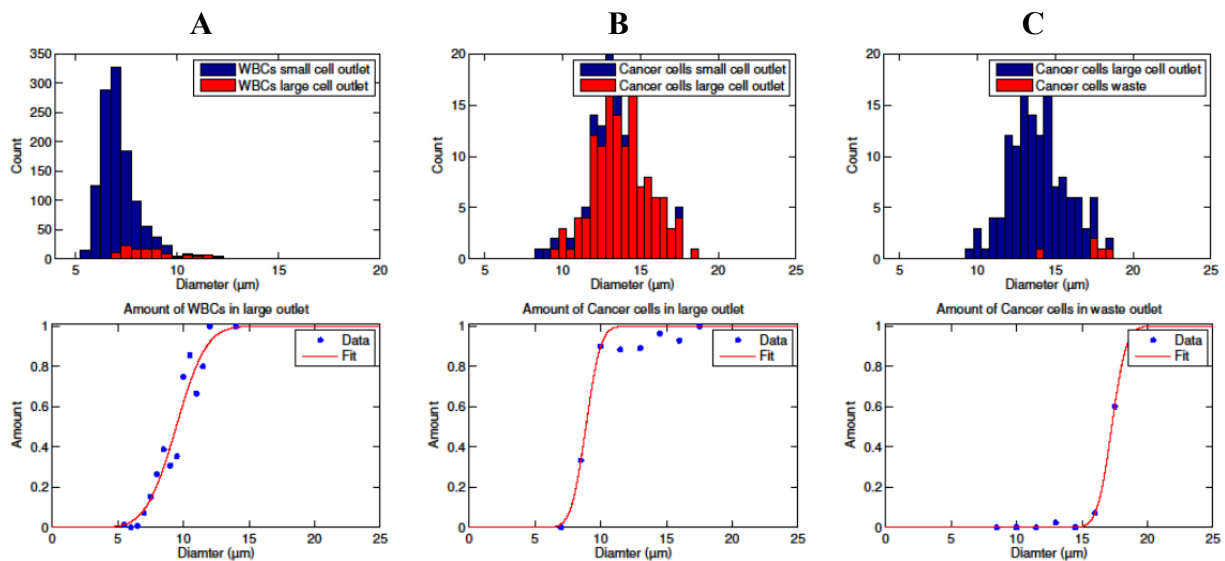 A
B
C
350
300
250
200
150
100
50
0
Count
WBCs small cell outlet
WBCs large cell outlet
5 10 15 20
Diameter (µm)
20
15
10
5
0
Count
Cancer cells small cell outlet
Cancer cells large cell outlet
5 10 15 20 25
Diameter (µm)
20
15
10
5
0
Count
Cancer cells large cell outlet
Cancer cells waste
5 10 15 20 25
Diameter (µm)
Amount of WBCs in large outlet
1
0.8
0.6
0.4
0.2
0
Amount
Data
Fit
0 5 10 15 20 25
Diamter (µm)
Amount of Cancer cells in large outlet
1
0.8
0.6
0.4
0.2
0
Amount
Data
Fit
0 5 10 15 20 25
Diamter (µm)
Amount of Cancer cells in waste outlet
1
0.8
0.6
0.4
0.2
0
Amount
Data
Fit
0 5 10 15 20 25
Diamter (µm)